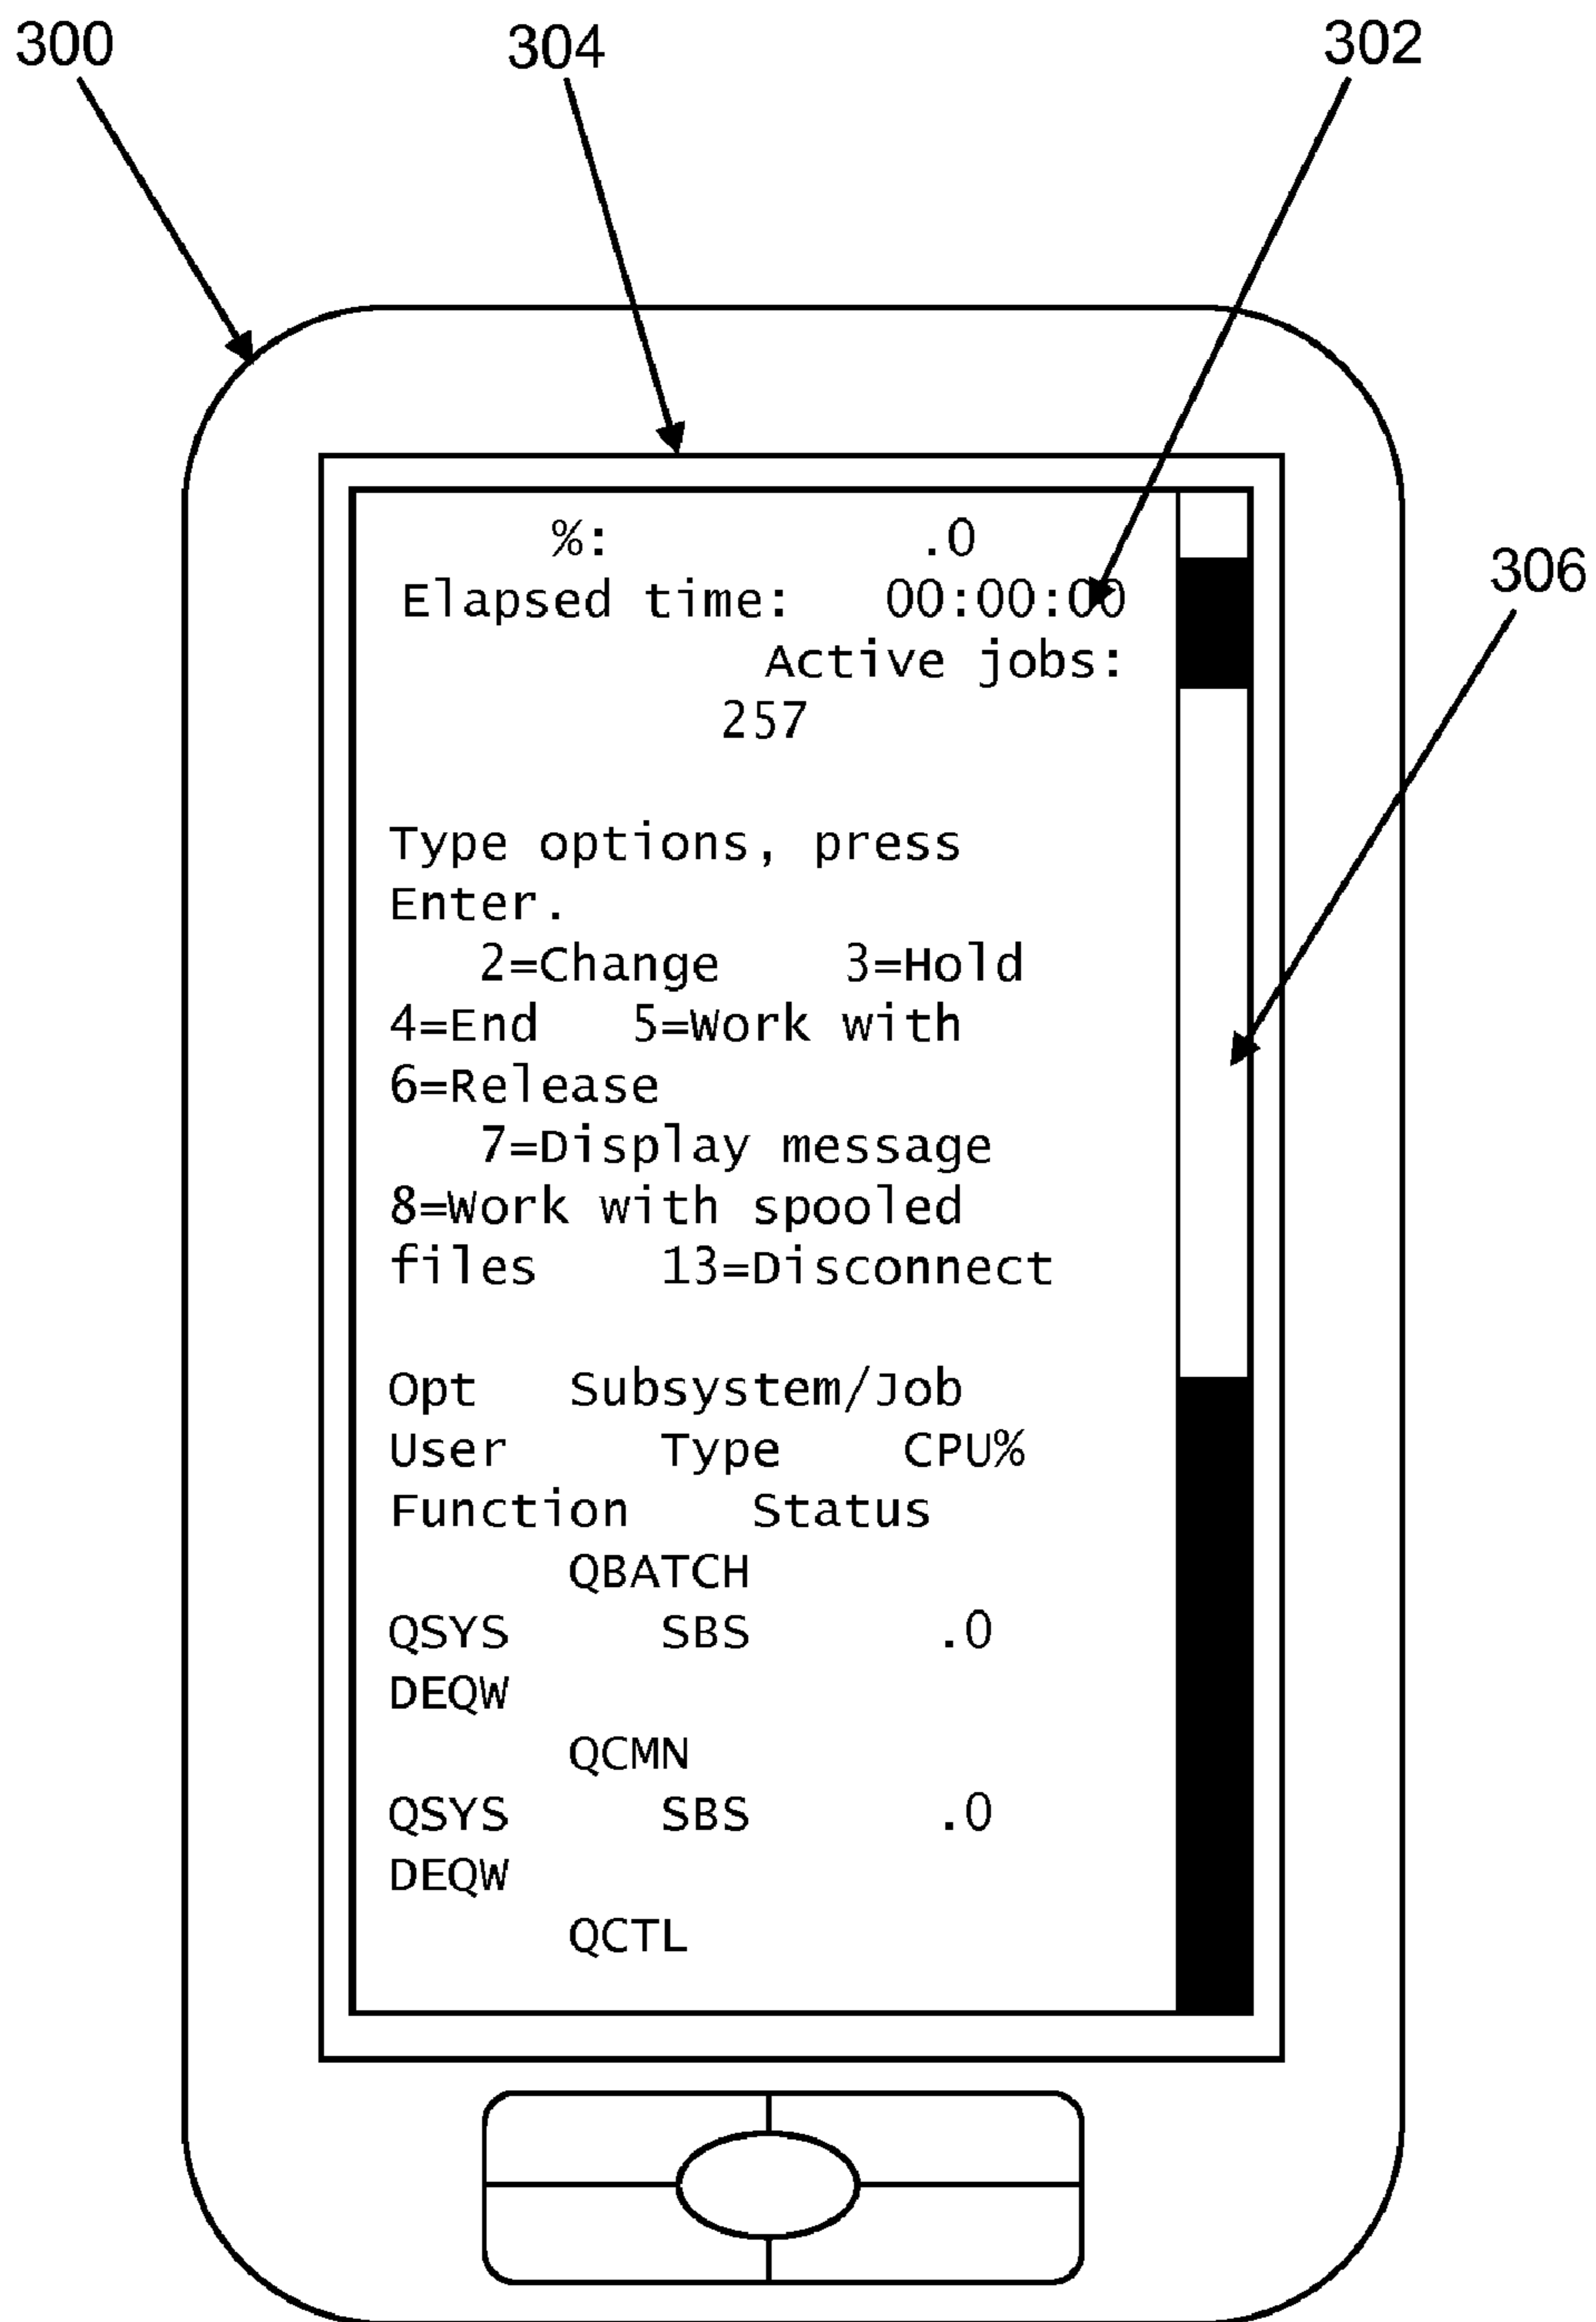 300 304 302
%: .0
306
Elapsed time: 00:00:00
Active jobs:
257
Type options, press
Enter.
2=Change 3=Hold
4=End 5=Work with
6=Release
7=Display message
8=Work with spooled
files 13=Disconnect
Opt Subsystem/Job
User Type CPU%
Function Status
QBATCH
QSYS SBS .0
DEQW
QCMN
QSYS SBS .0
DEQW
QCTL